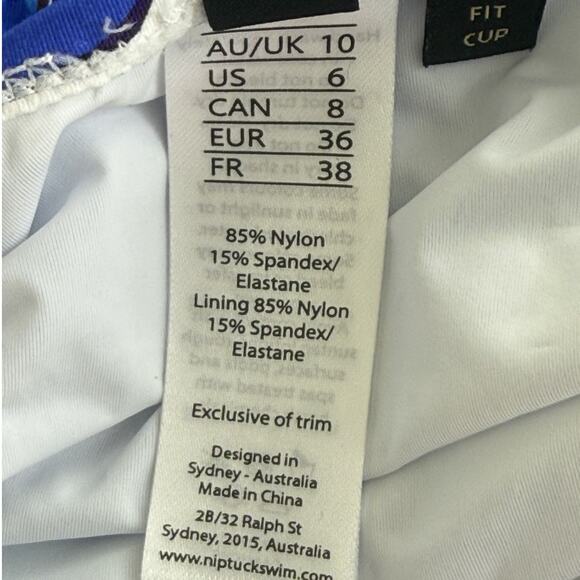 FIT
CUP
AU/UK 10
US 6
CAN 8
EUR 36
FR 38
85% Nylon
15% Spandex/
Elastane
Lining 85% Nylon
15% Spandex/
Elastane
Exclusive of trim
Designed in
Sydney - Australia
Made in China
2B/32 Ralph St
Sydney, 2015, Australia
www.niptuckswim.com